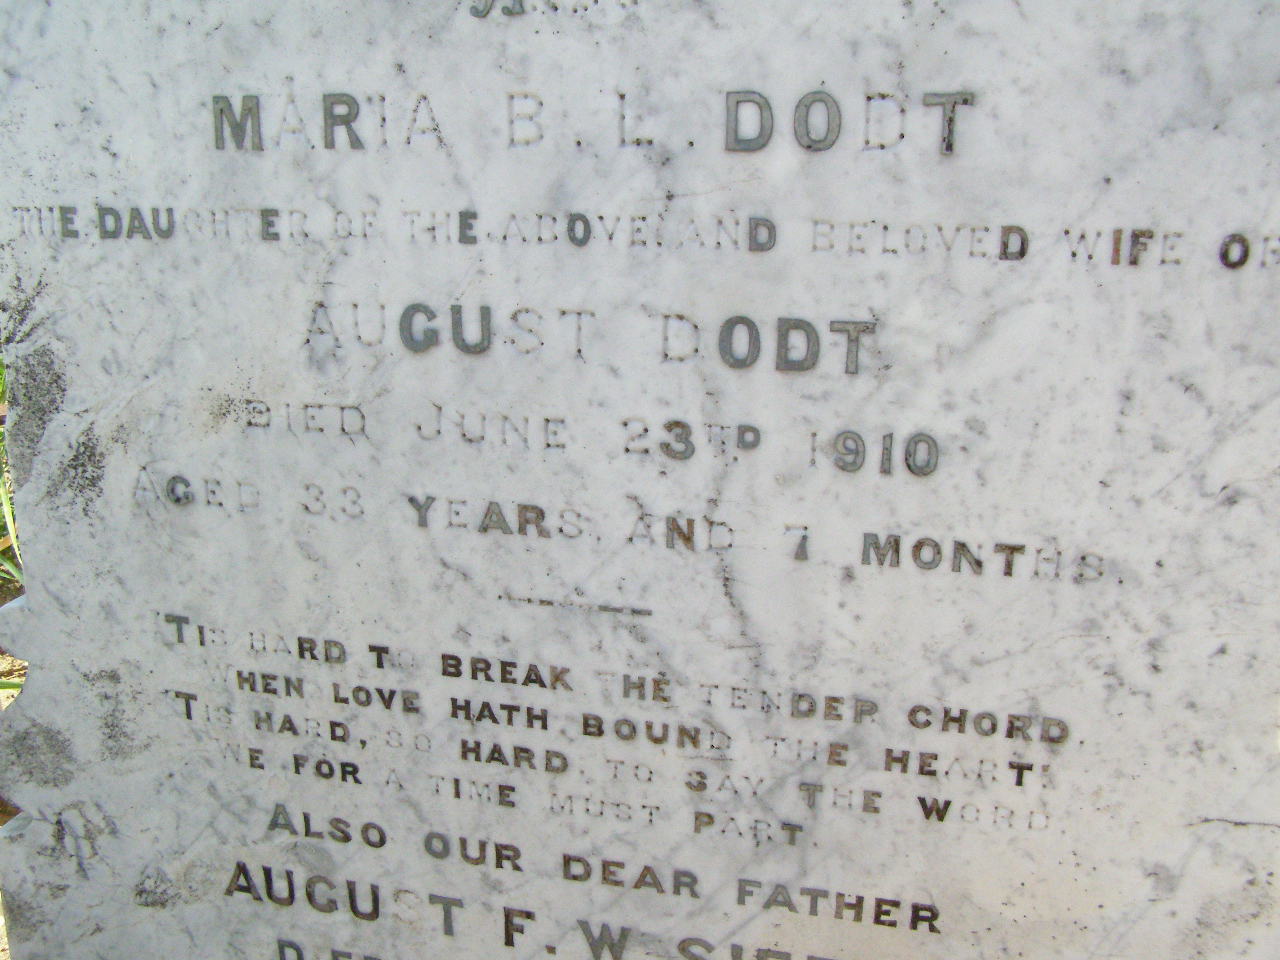 MARIA B. L. DODT
THE DAUGHTER OF THE ABOVE AND BELOVED WIFE OF
AUGUST DODT
DIED JUNE 23RD 1910
AGED 33 YEARS AND 7 MONTHS.
'TIS HARD TO BREAK THE TENDER CHORD
WHEN LOVE HATH BOUND THE HEART;
'TIS HARD, SO HARD, TO SAY THE WORD,
WE FOR A TIME MUST PART.
ALSO OUR DEAR FATHER
AUGUST F. W.